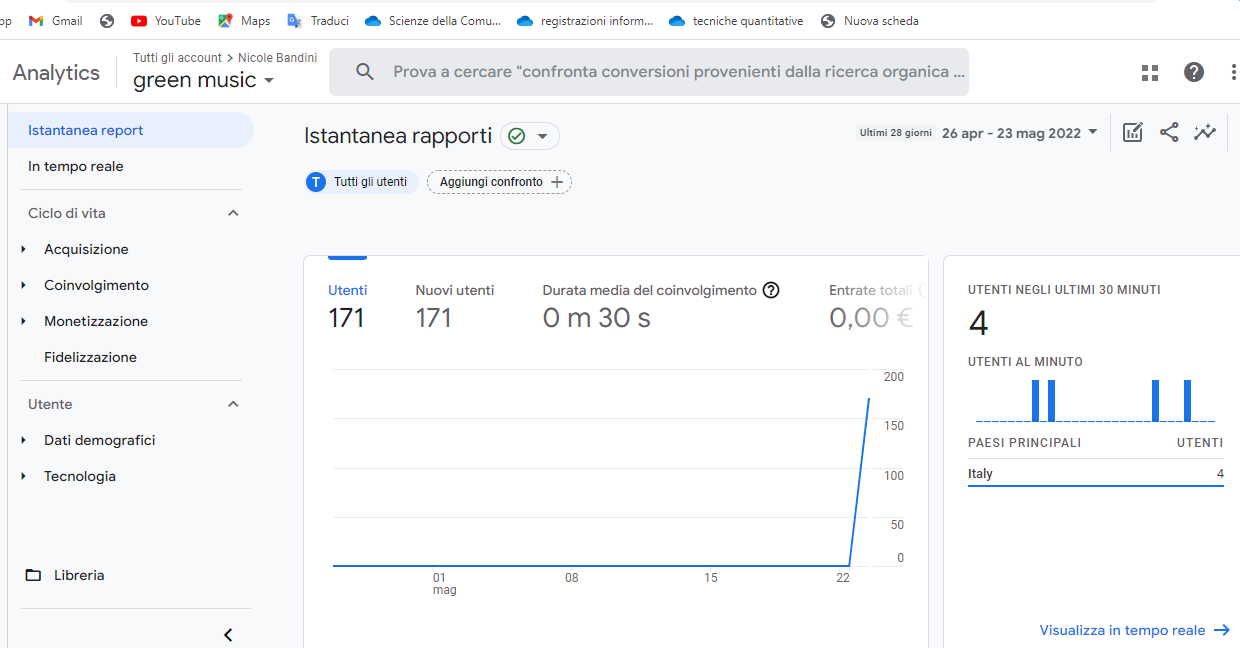 Gmail
YouTube
Maps
Traduci
Scienze della Comu...
registrazioni inform...
tecniche quantitative
Nuova scheda
Analytics
Tutti gli account > Nicole Bandini
green music
Prova a cercare "confronta conversioni provenienti dalla ricerca organica ...
Istantanea report
In tempo reale
Ciclo di vita
Acquisizione
Coinvolgimento
Monetizzazione
Fidelizzazione
Utente
Dati demografici
Tecnologia
Libreria
Istantanea rapporti
Ultimi 28 giorni 26 apr - 23 mag 2022
T Tutti gli utenti
Aggiungi confronto +
Utenti
171
Nuovi utenti
171
Durata media del coinvolgimento
0 m 30 s
Entrate totali
0,00 €
200
150
100
50
0
01
mag
08
15
22
UTENTI NEGLI ULTIMI 30 MINUTI
4
UTENTI AL MINUTO
PAESI PRINCIPALI UTENTI
Italy 4
Visualizza in tempo reale